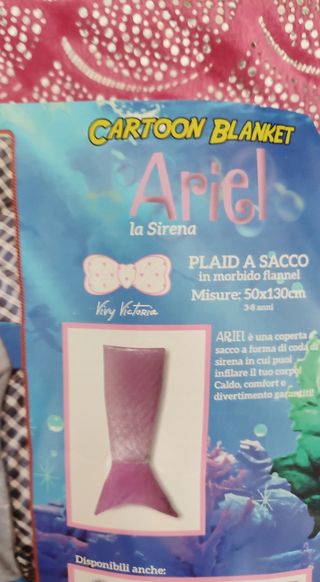 CARTOON BLANKET
Ariel
la Sirena
PLAID A SACCO
in morbido flannel
Misure: 50x130cm
3-8 anni
Vivy Victoria
ARIEL è una coperta a
sacco a forma di coda di
sirena in cui puoi
infilare il tuo corpo!
Caldo, comfort e
divertimento garantiti!
Disponibili anche: